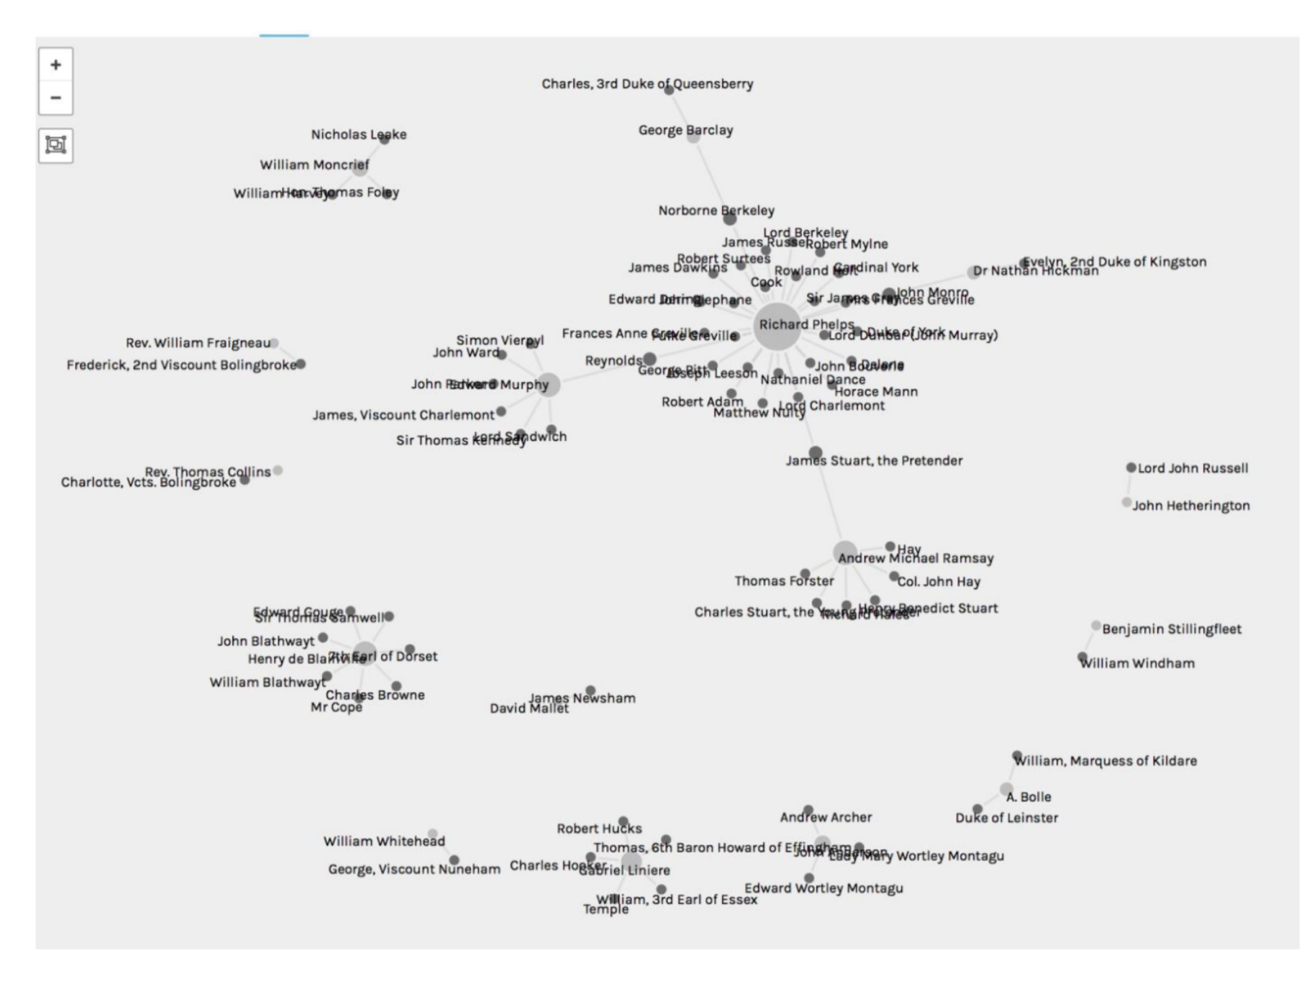 +
Charles, 3rd Duke of Queensberry
−
Nicholas Leake
George Barclay
William Moncrief
William Harvey
Hon. Thomas Foley
Norborne Berkeley
Lord Berkeley
James Russel
Robert Mylne
Robert Surtees
James Dawkins
Rowland Holt
Cardinal York
Evelyn, 2nd Duke of Kingston
Dr Nathan Hickman
Cook
John Monro
Edward Dering
John Stephane
Sir James Gray
Mrs Frances Greville
Richard Phelps
Frances Anne Greville
Fulke Greville
Duke of York
Lord Dunbar (John Murray)
Simon Vierpyl
Rev. William Fraigneau
John Ward
Reynolds
Frederick, 2nd Viscount Bolingbroke
George Pitt
Joseph Leeson
John Bouverie
Dalane
Nathaniel Dance
John Parker
Edward Murphy
Horace Mann
Robert Adam
Matthew Nulty
Lord Charlemont
James, Viscount Charlemont
Sir Thomas Kennedy
Lord Sandwich
James Stuart, the Pretender
Rev. Thomas Collins
Charlotte, Vcts. Bolingbroke
Lord John Russell
John Hetherington
Hay
Andrew Michael Ramsay
Thomas Forster
Col. John Hay
Charles Stuart, the Young Pretender
Henry Benedict Stuart
Richard Hales
Edward Gouge
Sir Thomas Samwell
Benjamin Stillingfleet
John Blathwayt
Henry de Blainville
7th Earl of Dorset
William Windham
William Blathwayt
Charles Browne
Mr Cope
James Newsham
David Mallet
William, Marquess of Kildare
A. Bolle
Andrew Archer
Duke of Leinster
Robert Hucks
William Whitehead
Thomas, 6th Baron Howard of Effingham
John Anderson
Lady Mary Wortley Montagu
Charles Hooker
Gabriel Liniere
George, Viscount Nuneham
Edward Wortley Montagu
William, 3rd Earl of Essex
Temple